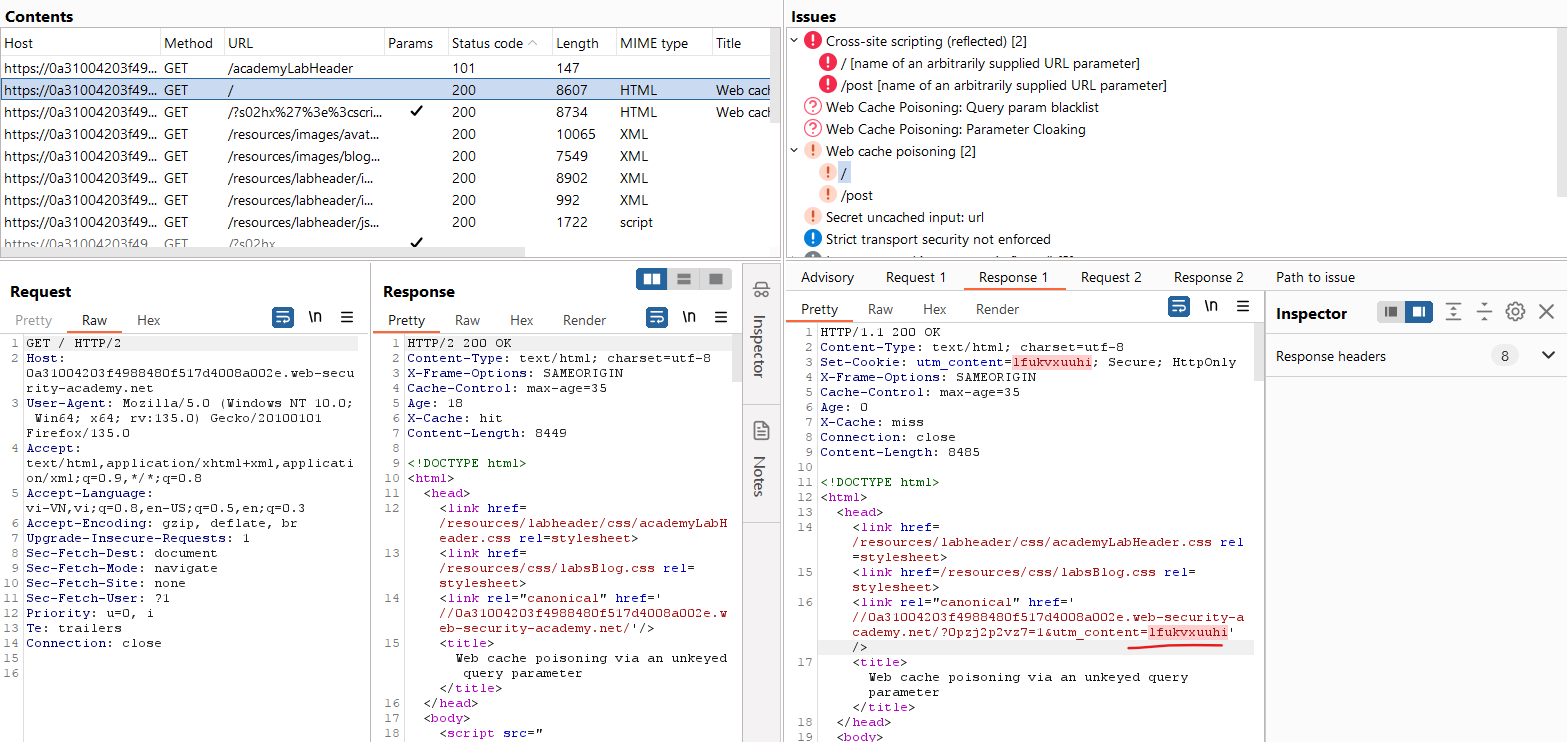 Contents
Host Method URL Params Status code Length MIME type Title
https://0a31004203f49... GET /academyLabHeader 101 147
https://0a31004203f49... GET / 200 8607 HTML Web cac
https://0a31004203f49... GET /?s02hx%27%3e%3cscri... ✓ 200 8734 HTML Web cac
https://0a31004203f49... GET /resources/images/avat... 200 10065 XML
https://0a31004203f49... GET /resources/images/blog... 200 7549 XML
https://0a31004203f49... GET /resources/labheader/i... 200 8902 XML
https://0a31004203f49... GET /resources/labheader/i... 200 992 XML
https://0a31004203f49... GET /resources/labheader/js... 200 1722 script
https://0a31004203f49... GET /?s02hx ✓
Issues
Cross-site scripting (reflected) [2]
/ [name of an arbitrarily supplied URL parameter]
/post [name of an arbitrarily supplied URL parameter]
Web Cache Poisoning: Query param blacklist
Web Cache Poisoning: Parameter Cloaking
Web cache poisoning [2]
/
/post
Secret uncached input: url
Strict transport security not enforced
Request
Pretty Raw Hex \n
1 GET / HTTP/2
2 Host:
0a31004203f4988480f517d4008a002e.web-secu
rity-academy.net
3 User-Agent: Mozilla/5.0 (Windows NT 10.0;
Win64; x64; rv:135.0) Gecko/20100101
Firefox/135.0
4 Accept:
text/html,application/xhtml+xml,applicati
on/xml;q=0.9,*/*;q=0.8
5 Accept-Language:
vi-VN,vi;q=0.8,en-US;q=0.5,en;q=0.3
6 Accept-Encoding: gzip, deflate, br
7 Upgrade-Insecure-Requests: 1
8 Sec-Fetch-Dest: document
9 Sec-Fetch-Mode: navigate
10 Sec-Fetch-Site: none
11 Sec-Fetch-User: ?1
12 Priority: u=0, i
13 Te: trailers
14 Connection: close
15
16
Response
Pretty Raw Hex Render \n
1 HTTP/2 200 OK
2 Content-Type: text/html; charset=utf-8
3 X-Frame-Options: SAMEORIGIN
4 Cache-Control: max-age=35
5 Age: 18
6 X-Cache: hit
7 Content-Length: 8449
8
9 <!DOCTYPE html>
10 <html>
11 <head>
12 <link href=
/resources/labheader/css/academyLabH
eader.css rel=stylesheet>
13 <link href=
/resources/css/labsBlog.css rel=
stylesheet>
14 <link rel="canonical" href='
//0a31004203f4988480f517d4008a002e.w
eb-security-academy.net/'/>
15 <title>
Web cache poisoning via an unkeyed
query parameter
</title>
16 </head>
17 <body>
18 <script src="
Inspector
Notes
Advisory Request 1 Response 1 Request 2 Response 2 Path to issue
Pretty Raw Hex Render \n
1 HTTP/1.1 200 OK
2 Content-Type: text/html; charset=utf-8
3 Set-Cookie: utm_content=lfukvxuuhi; Secure; HttpOnly
4 X-Frame-Options: SAMEORIGIN
5 Cache-Control: max-age=35
6 Age: 0
7 X-Cache: miss
8 Connection: close
9 Content-Length: 8485
10
11 <!DOCTYPE html>
12 <html>
13 <head>
14 <link href=
/resources/labheader/css/academyLabHeader.css rel
=stylesheet>
15 <link href=/resources/css/labsBlog.css rel=
stylesheet>
16 <link rel="canonical" href='
//0a31004203f4988480f517d4008a002e.web-security-a
cademy.net/?0pzj2p2vz7=1&utm_content=lfukvxuuhi'
/>
17 <title>
Web cache poisoning via an unkeyed query
parameter
</title>
18 </head>
19 <body>
Inspector
Response headers 8